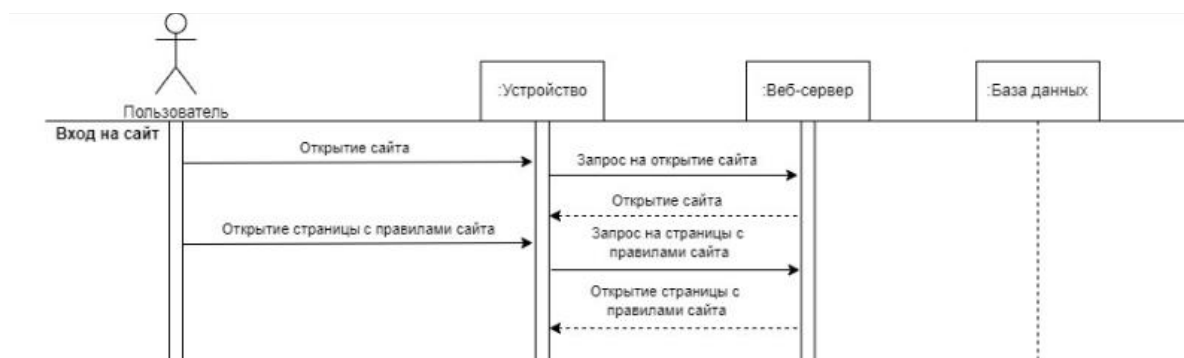 :Устройство
:Веб-сервер
:База данных
Пользователь
Вход на сайт
Открытие сайта
Запрос на открытие сайта
Открытие сайта
Открытие страницы с правилами сайта
Запрос на страницы с
правилами сайта
Открытие страницы с
правилами сайта